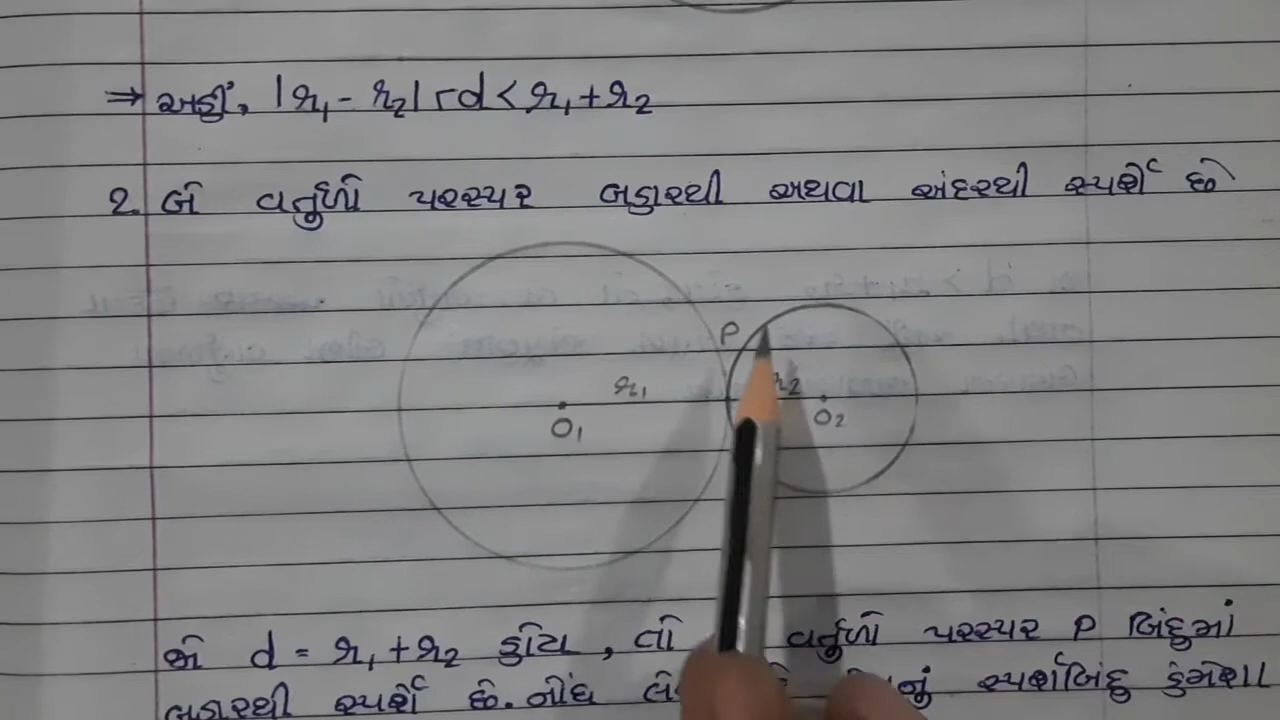 ⇒ અહીં, |r₁ - r₂| < d < r₁ + r₂
2. બે વર્તુળો પરસ્પર બહારથી અથવા અંદરથી સ્પર્શે છે
P
r₁ r₂
O₁ O₂
જો d = r₁ + r₂ હોય, તો વર્તુળો પરસ્પર P બિંદુમાં
બહારથી સ્પર્શે છે. નોંધ સ્પર્શબિંદુ હંમેશા